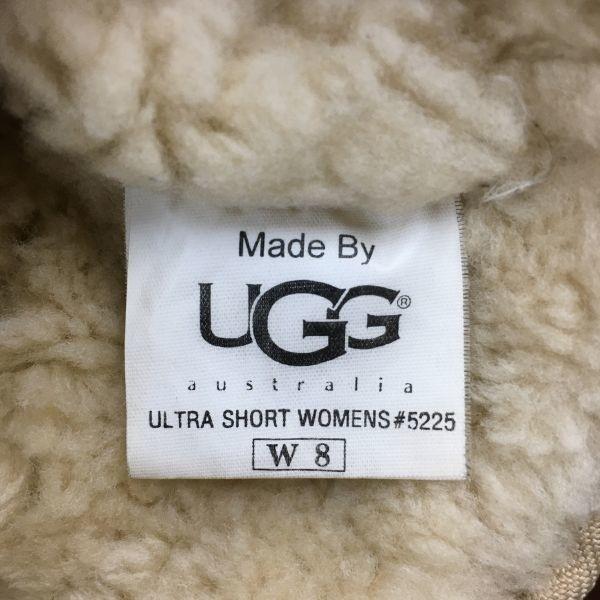 Made By
UGG®
australia
ULTRA SHORT WOMENS#5225
W 8